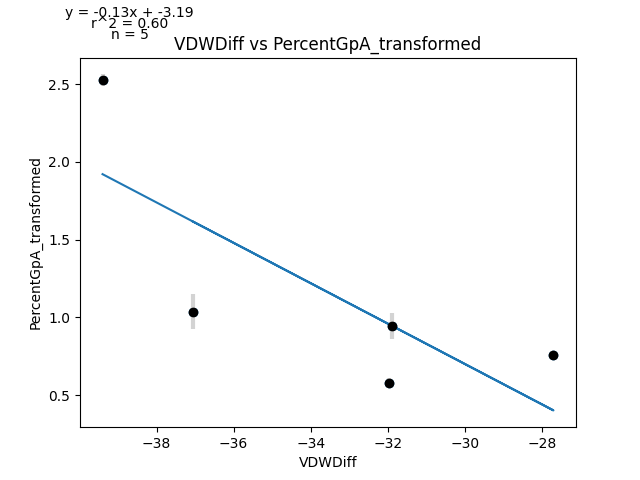 y = -0.13x + -3.19
r^2 = 0.60
n = 5
VDWDiff vs PercentGpA_transformed
PercentGpA_transformed
2.5
2.0
1.5
1.0
0.5
−38
−36
−34
−32
−30
−28
VDWDiff